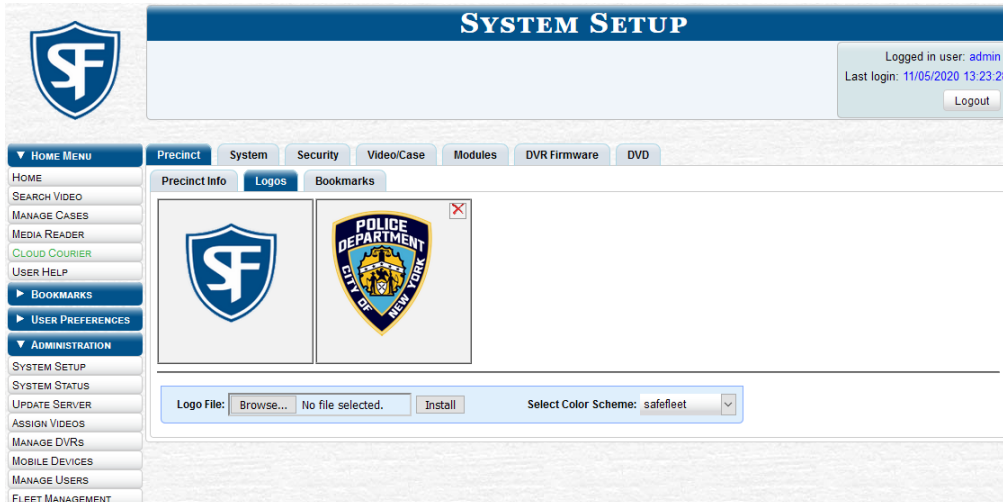 SYSTEM SETUP
SF
Logged in user: admin
Last login: 11/05/2020 13:23:28
Logout
▼ HOME MENU
HOME
SEARCH VIDEO
MANAGE CASES
MEDIA READER
CLOUD COURIER
USER HELP
► BOOKMARKS
► USER PREFERENCES
▼ ADMINISTRATION
SYSTEM SETUP
SYSTEM STATUS
UPDATE SERVER
ASSIGN VIDEOS
MANAGE DVRS
MOBILE DEVICES
MANAGE USERS
FLEET MANAGEMENT
Precinct System Security Video/Case Modules DVR Firmware DVD
Precinct Info Logos Bookmarks
SF
POLICE
DEPARTMENT
CITY OF
NEW YORK
Logo File: Browse... No file selected. Install Select Color Scheme: safefleet